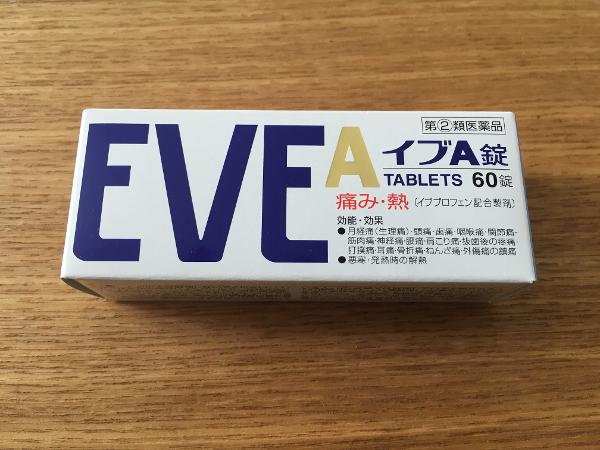 EVE A
指定第②類医薬品
イブA錠
TABLETS 60錠
痛み・熱 (イブプロフェン配合製剤)
効能・効果
●月経痛(生理痛)・頭痛・歯痛・咽喉痛・関節痛・
筋肉痛・神経痛・腰痛・肩こり痛・抜歯後の疼痛・
打撲痛・耳痛・骨折痛・ねんざ痛・外傷痛の鎮痛
●悪寒・発熱時の解熱